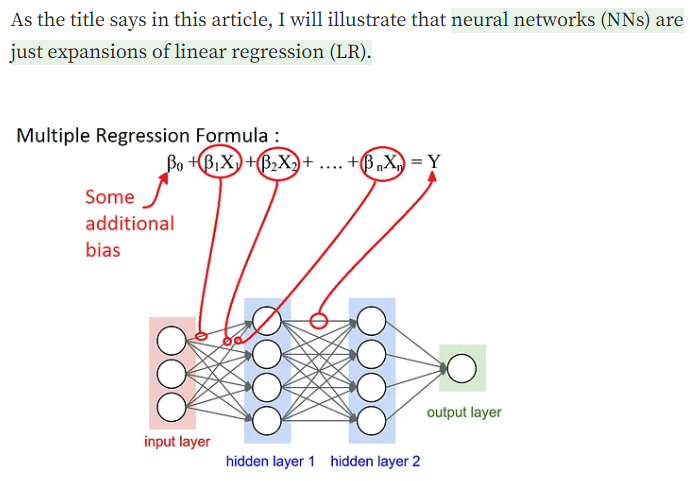 As the title says in this article, I will illustrate that neural networks (NNs) are
just expansions of linear regression (LR).
Multiple Regression Formula :
β₀ +β₁X₁+β₂X₂+ .... +βₙXₙ = Y
Some
additional
bias
output layer
input layer
hidden layer 1 hidden layer 2